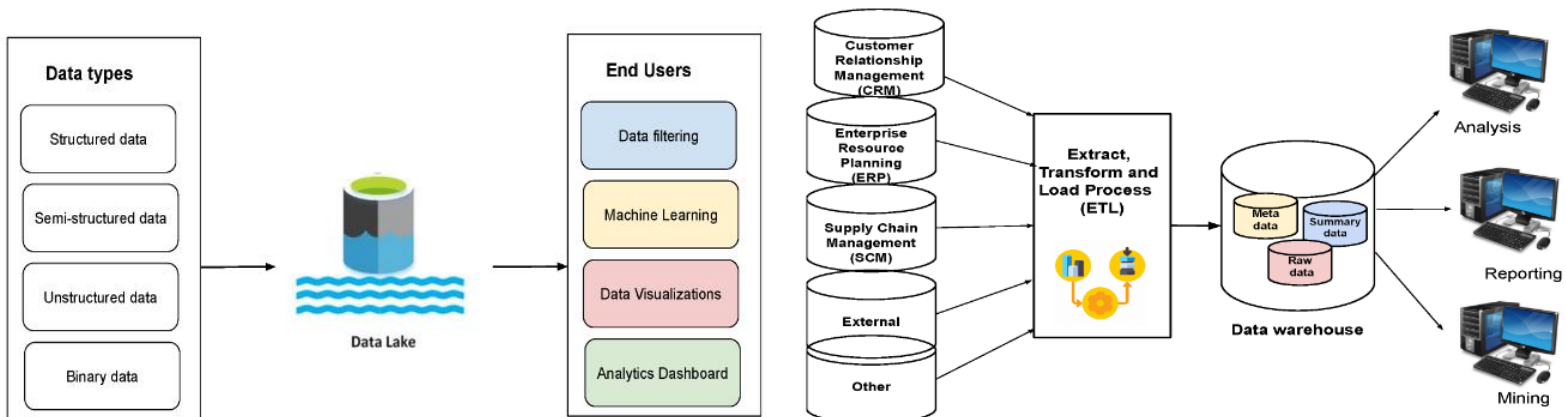 Data types
Structured data
Semi-structured data
Unstructured data
Binary data
Data Lake
End Users
Data filtering
Machine Learning
Data Visualizations
Analytics Dashboard
Customer
Relationship
Management
(CRM)
Enterprise
Resource
Planning
(ERP)
Supply Chain
Management
(SCM)
External
Other
Extract,
Transform and
Load Process
(ETL)
Meta
data
Summary
data
Raw
data
Data warehouse
Analysis
Reporting
Mining